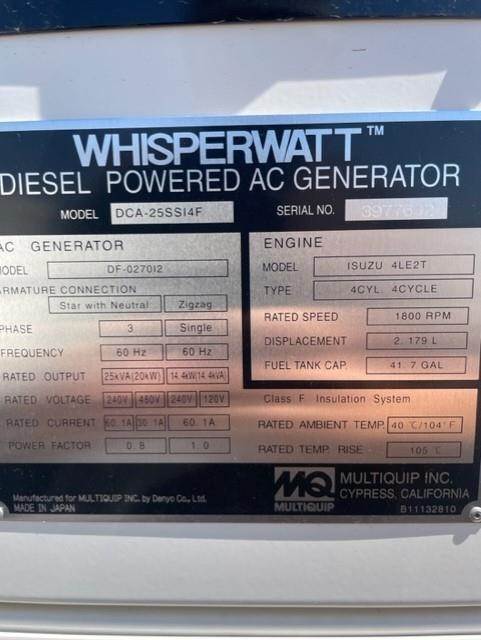 WHISPERWATT™
DIESEL POWERED AC GENERATOR
MODEL DCA-25SSI4F SERIAL NO.
AC GENERATOR
MODEL DF-0270I2
ARMATURE CONNECTION
Star with Neutral Zigzag
PHASE 3 Single
FREQUENCY 60 Hz 60 Hz
RATED OUTPUT 25kVA(20kW) 14.4kW(14.4kVA)
RATED VOLTAGE 240V 480V 240V 120V
RATED CURRENT 60.1A 30.1A 60.1A
POWER FACTOR 0.8 1.0
ENGINE
MODEL ISUZU 4LE2T
TYPE 4CYL. 4CYCLE
RATED SPEED 1800 RPM
DISPLACEMENT 2.179 L
FUEL TANK CAP. 41.7 GAL
Class F Insulation System
RATED AMBIENT TEMP. 40 ℃/104°F
RATED TEMP. RISE 105 ℃
Manufactured for MULTIQUIP INC. by Denyo Co., Ltd.
MADE IN JAPAN
MQ
MULTIQUIP
MULTIQUIP INC.
CYPRESS, CALIFORNIA
B11132810